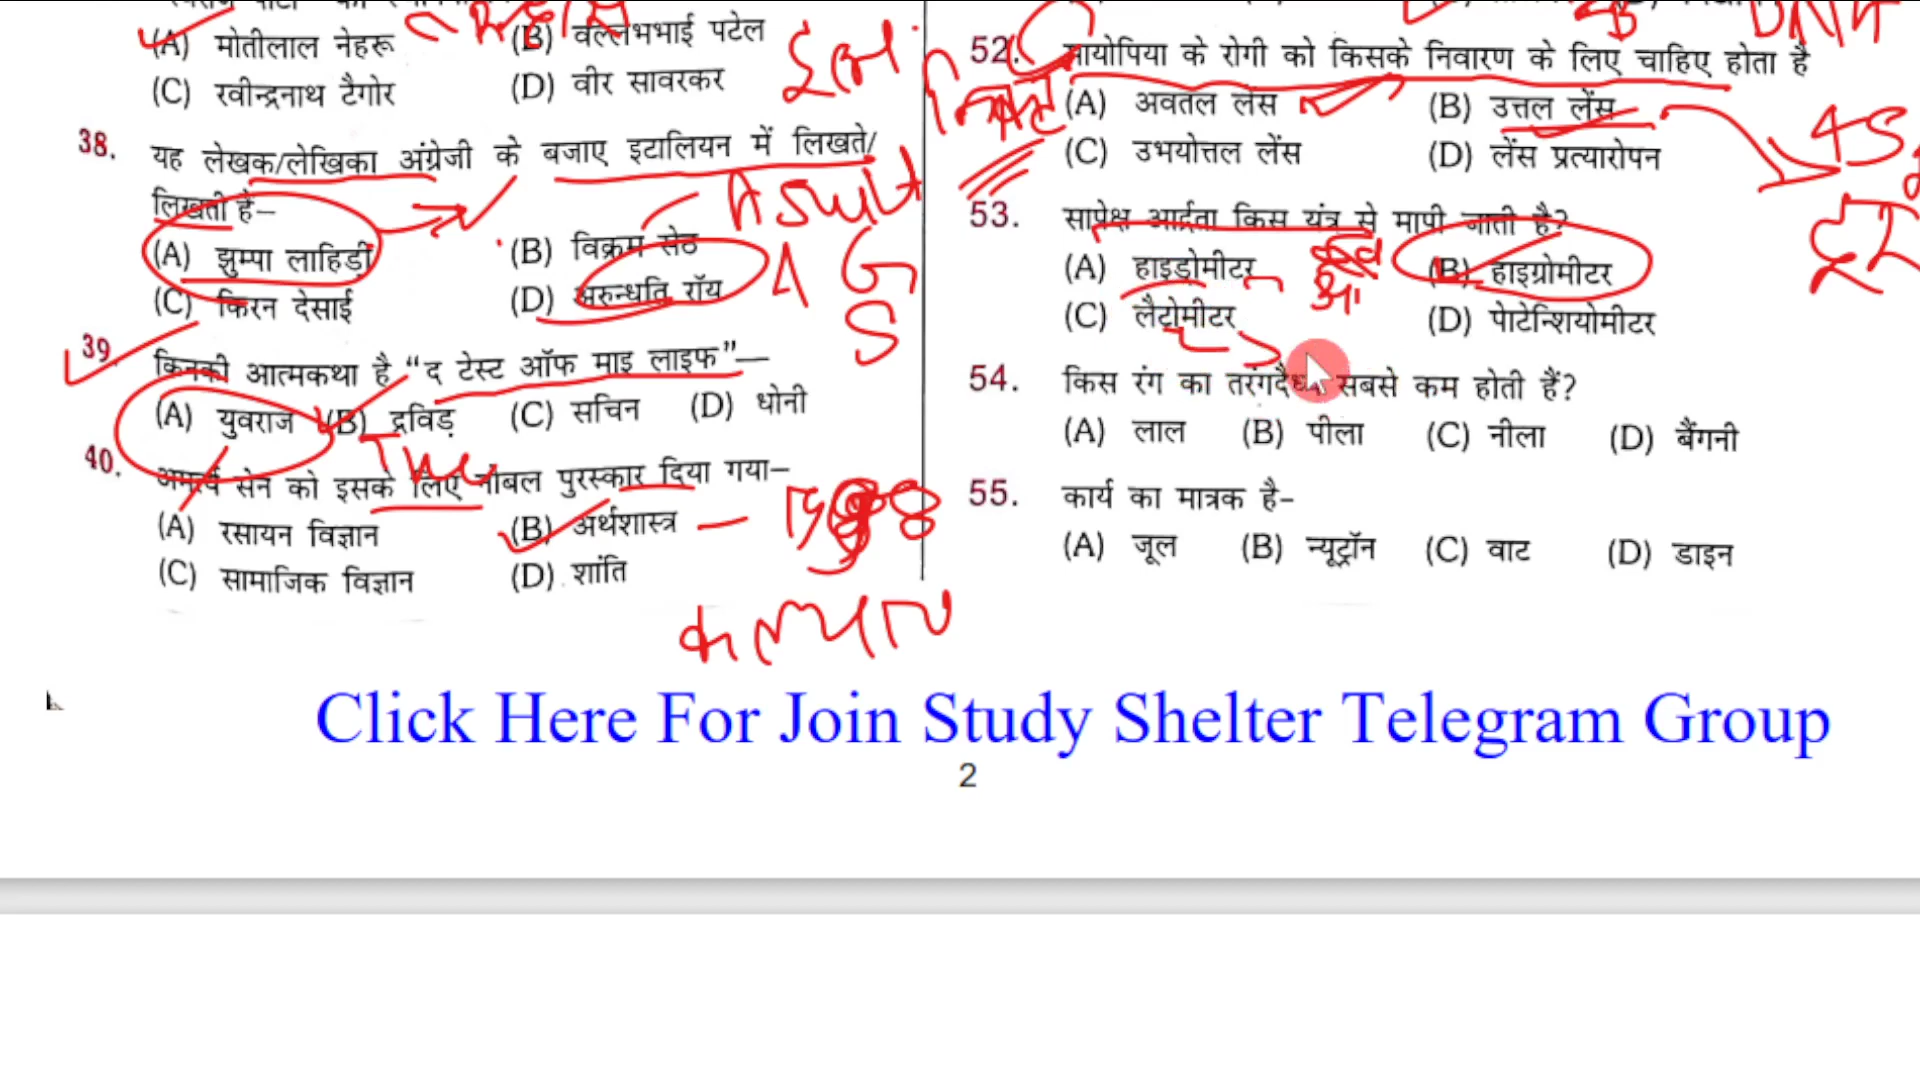 (A) मोतीलाल नेहरू (B) वल्लभभाई पटेल
(C) रवीन्द्रनाथ टैगोर (D) वीर सावरकर
38. यह लेखक/लेखिका अंग्रेजी के बजाए इटालियन में लिखते/
लिखती है–
(A) झुम्पा लाहिड़ी (B) विक्रम सेठ
(C) किरन देसाई (D) अरुन्धति रॉय
39. किनकी आत्मकथा है “द टेस्ट ऑफ माइ लाइफ”–
(A) युवराज (B) द्रविड़ (C) सचिन (D) धोनी
40. अमर्त्य सेन को इसके लिए नोबल पुरस्कार दिया गया–
(A) रसायन विज्ञान (B) अर्थशास्त्र
(C) सामाजिक विज्ञान (D) शांति
कल्याण
52. मायोपिया के रोगी को किसके निवारण के लिए चाहिए होता है
(A) अवतल लेंस (B) उत्तल लेंस
(C) उभयोत्तल लेंस (D) लेंस प्रत्यारोपन
53. सापेक्ष आर्द्रता किस यंत्र से मापी जाती है?
(A) हाइड्रोमीटर (B) हाइग्रोमीटर
(C) लैट्रोमीटर (D) पोटेन्शियोमीटर
54. किस रंग का तरंगदैर्ध्य सबसे कम होती हैं?
(A) लाल (B) पीला (C) नीला (D) बैंगनी
55. कार्य का मात्रक है–
(A) जूल (B) न्यूट्रॉन (C) वाट (D) डाइन
Click Here For Join Study Shelter Telegram Group
2